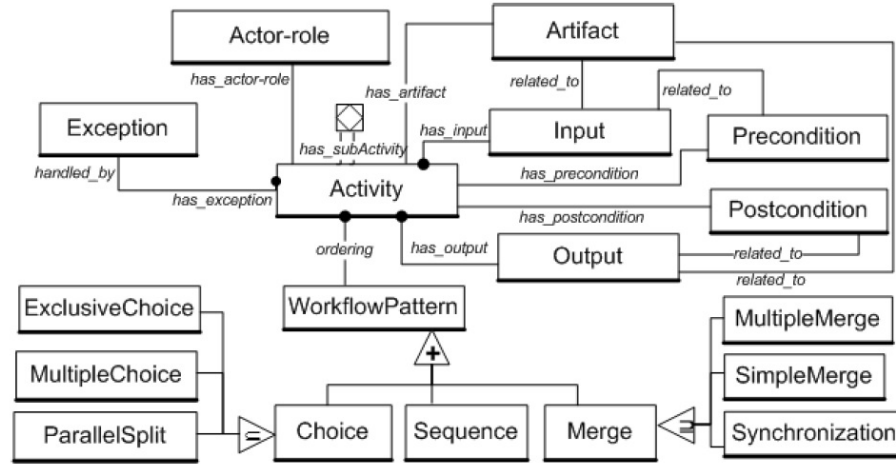 Actor-role
Artifact
has_actor-role
has_artifact
related_to
related_to
Exception
has_input
Input
Precondition
has_subActivity
handled_by
has_exception
Activity
has_precondition
Postcondition
has_postcondition
ordering
has_output
Output
related_to
related_to
ExclusiveChoice
WorkflowPattern
MultipleMerge
+
MultipleChoice
SimpleMerge
ParallelSplit
Choice
Sequence
Merge
Synchronization